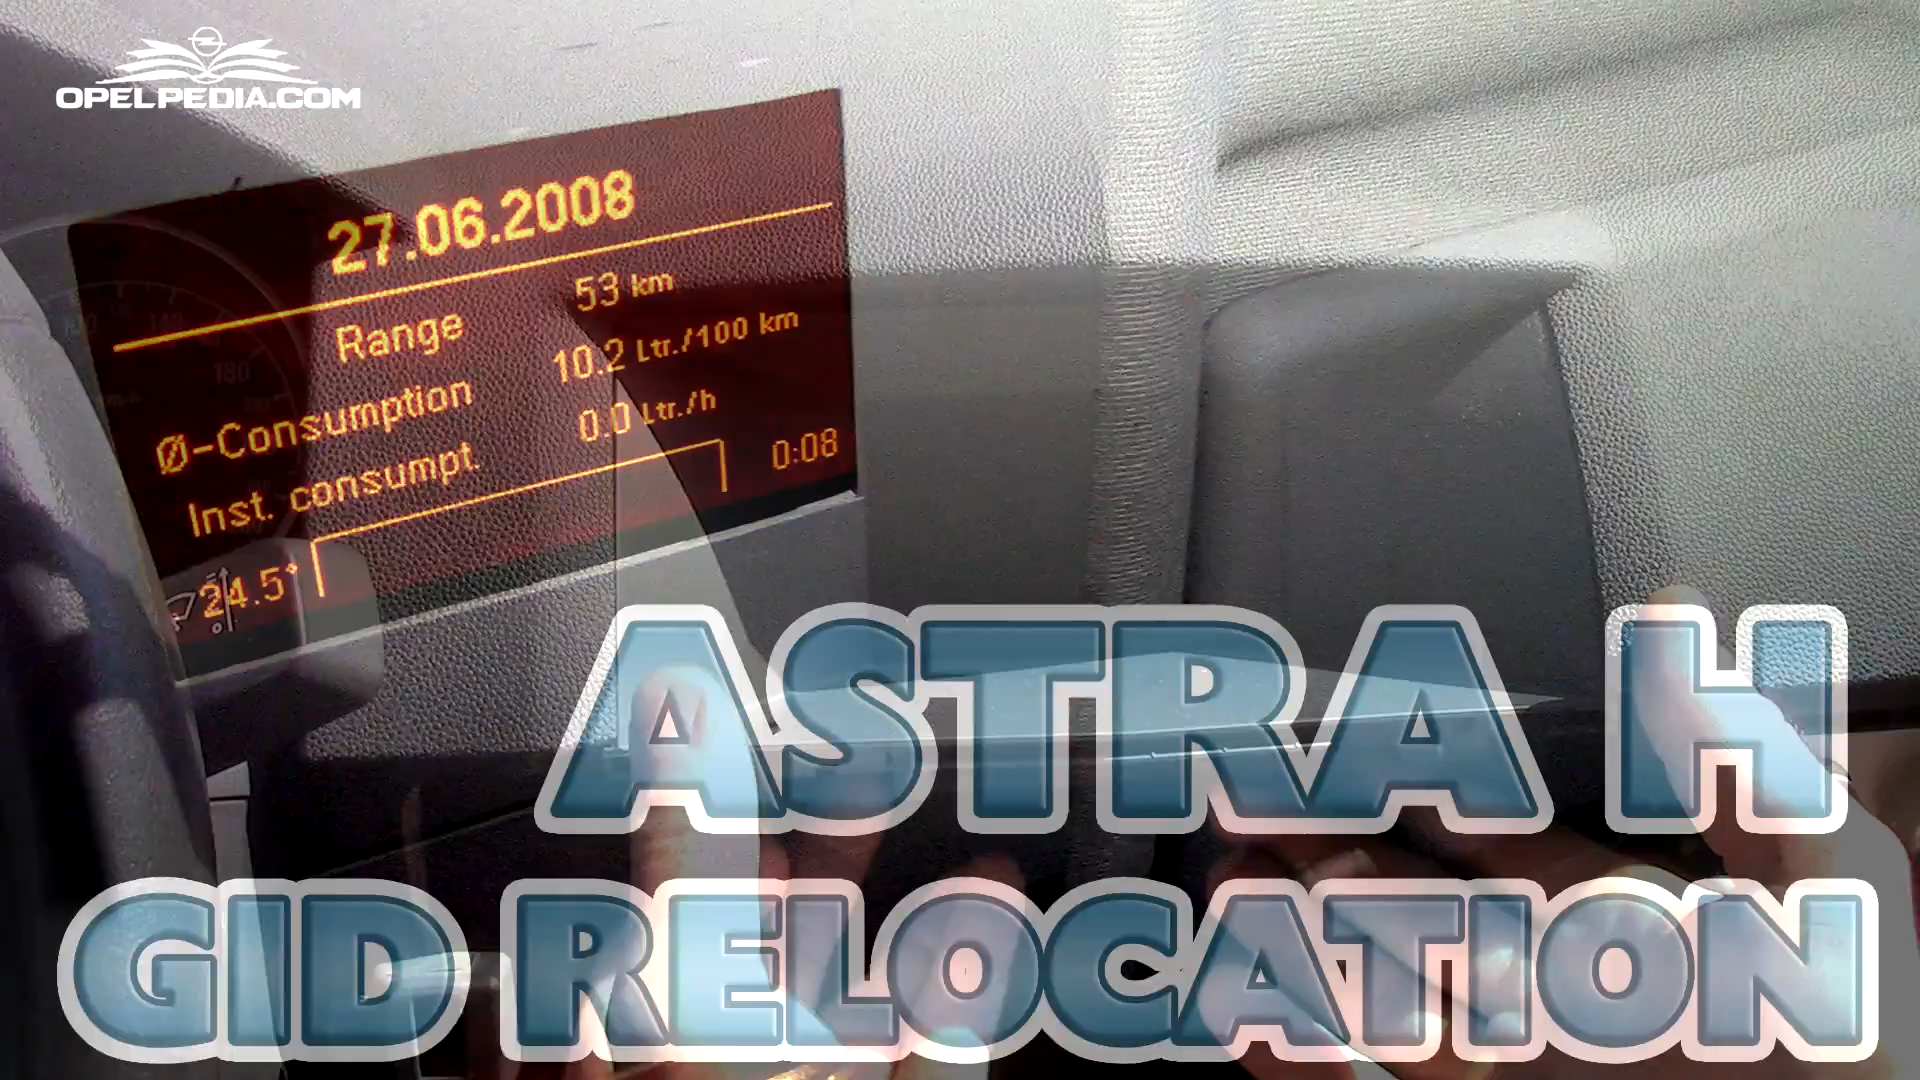 OPELPEDIA.COM
27.06.2008
Range 53 km
Ø-Consumption 10.2 Ltr./100 km
Inst. consumpt. 0.0 Ltr./h
24.5° 0:08
180
ASTRA H
GID RELOCATION